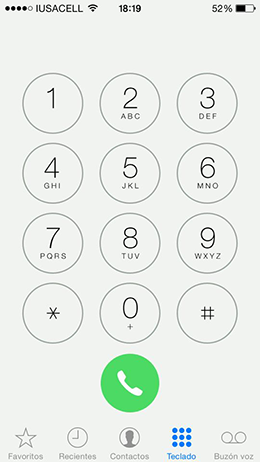 IUSACELL 18:19 52%
1 2 3
ABC DEF
4 5 6
GHI JKL MNO
7 8 9
PQRS TUV WXYZ
* 0 #
+
Favoritos Recientes Contactos Teclado Buzón voz